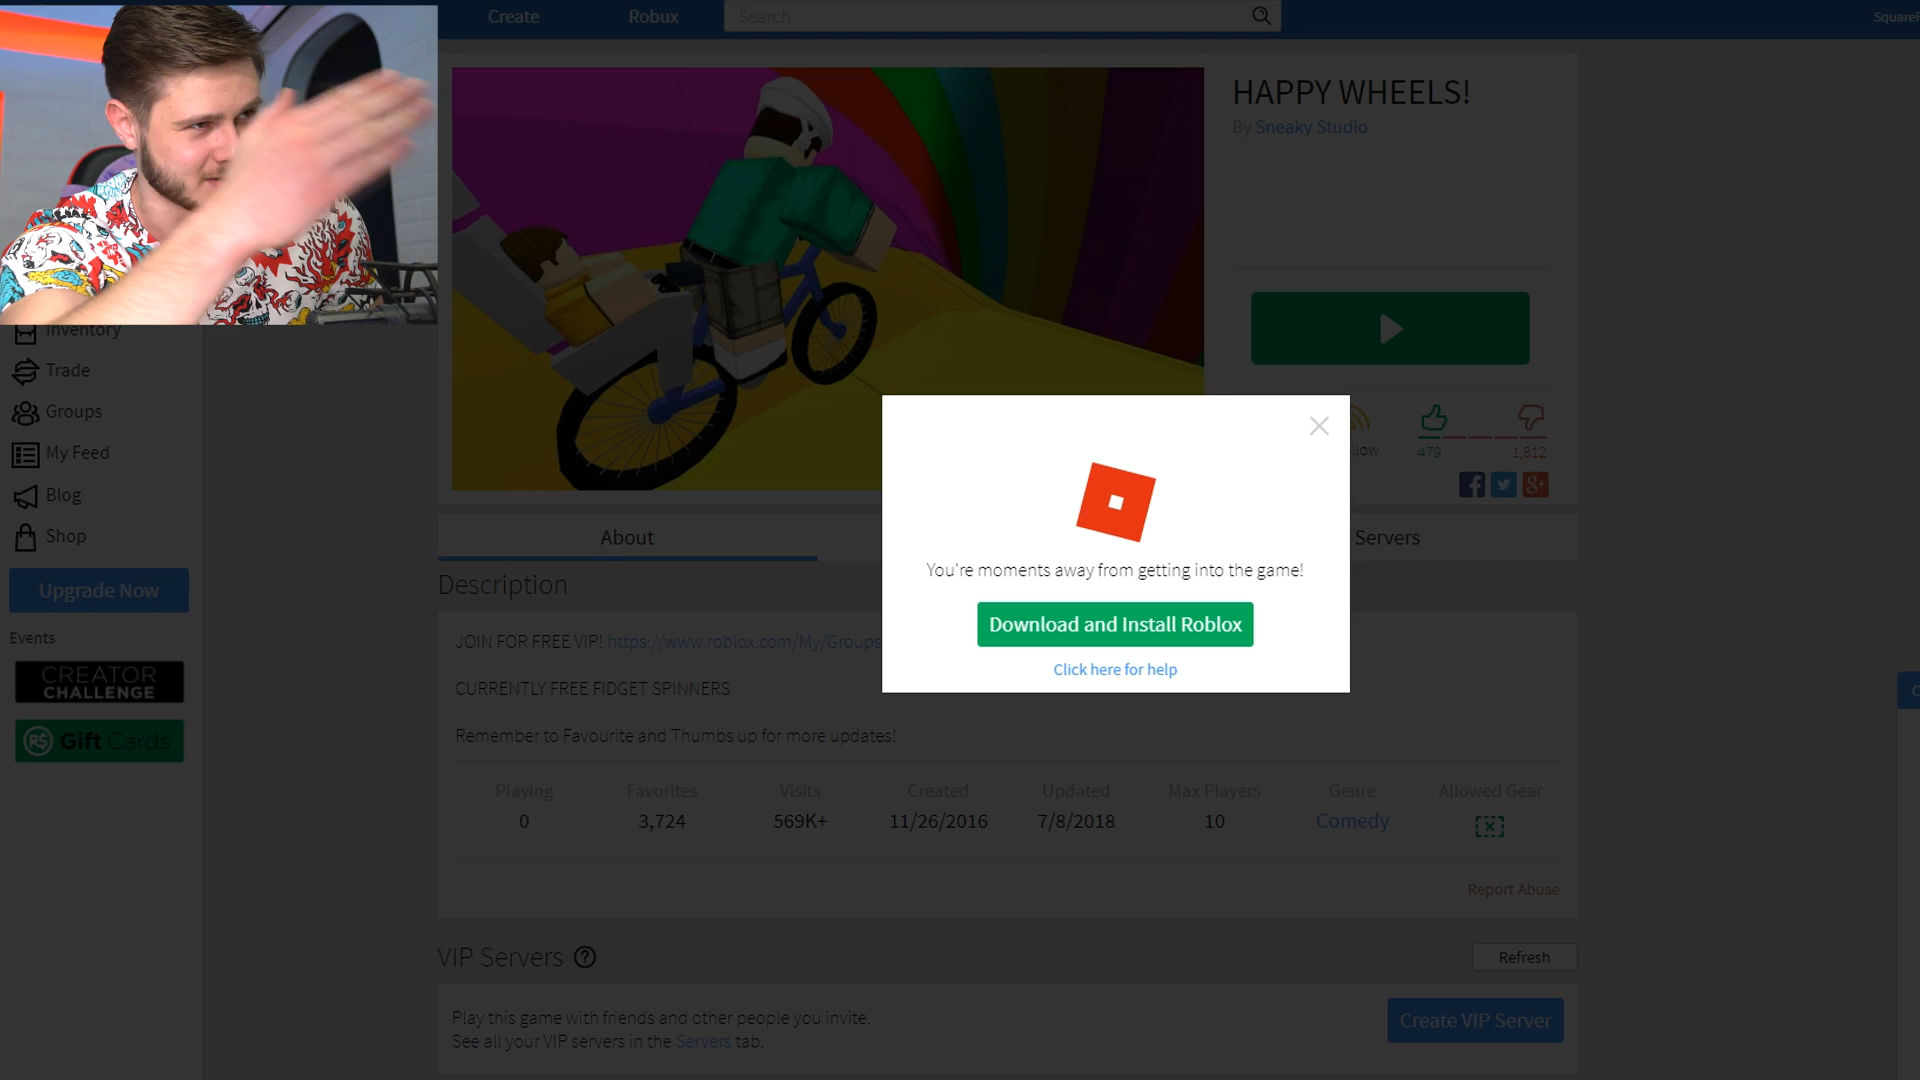 Create
Robux
Search
HAPPY WHEELS!
By Sneaky Studio
Inventory
Trade
Groups
My Feed
Blog
Shop
Upgrade Now
Events
CREATOR
CHALLENGE
R$ Gift Cards
479
1,812
About
Servers
You're moments away from getting into the game!
Download and Install Roblox
Click here for help
Description
JOIN FOR FREE VIP! https://www.roblox.com/My/Groups
CURRENTLY FREE FIDGET SPINNERS
Remember to Favourite and Thumbs up for more updates!
Playing Favorites Visits Created Updated Max Players Genre Allowed Gear
0 3,724 569K+ 11/26/2016 7/8/2018 10 Comedy
Report Abuse
VIP Servers
Refresh
Play this game with friends and other people you invite.
See all your VIP servers in the Servers tab.
Create VIP Server